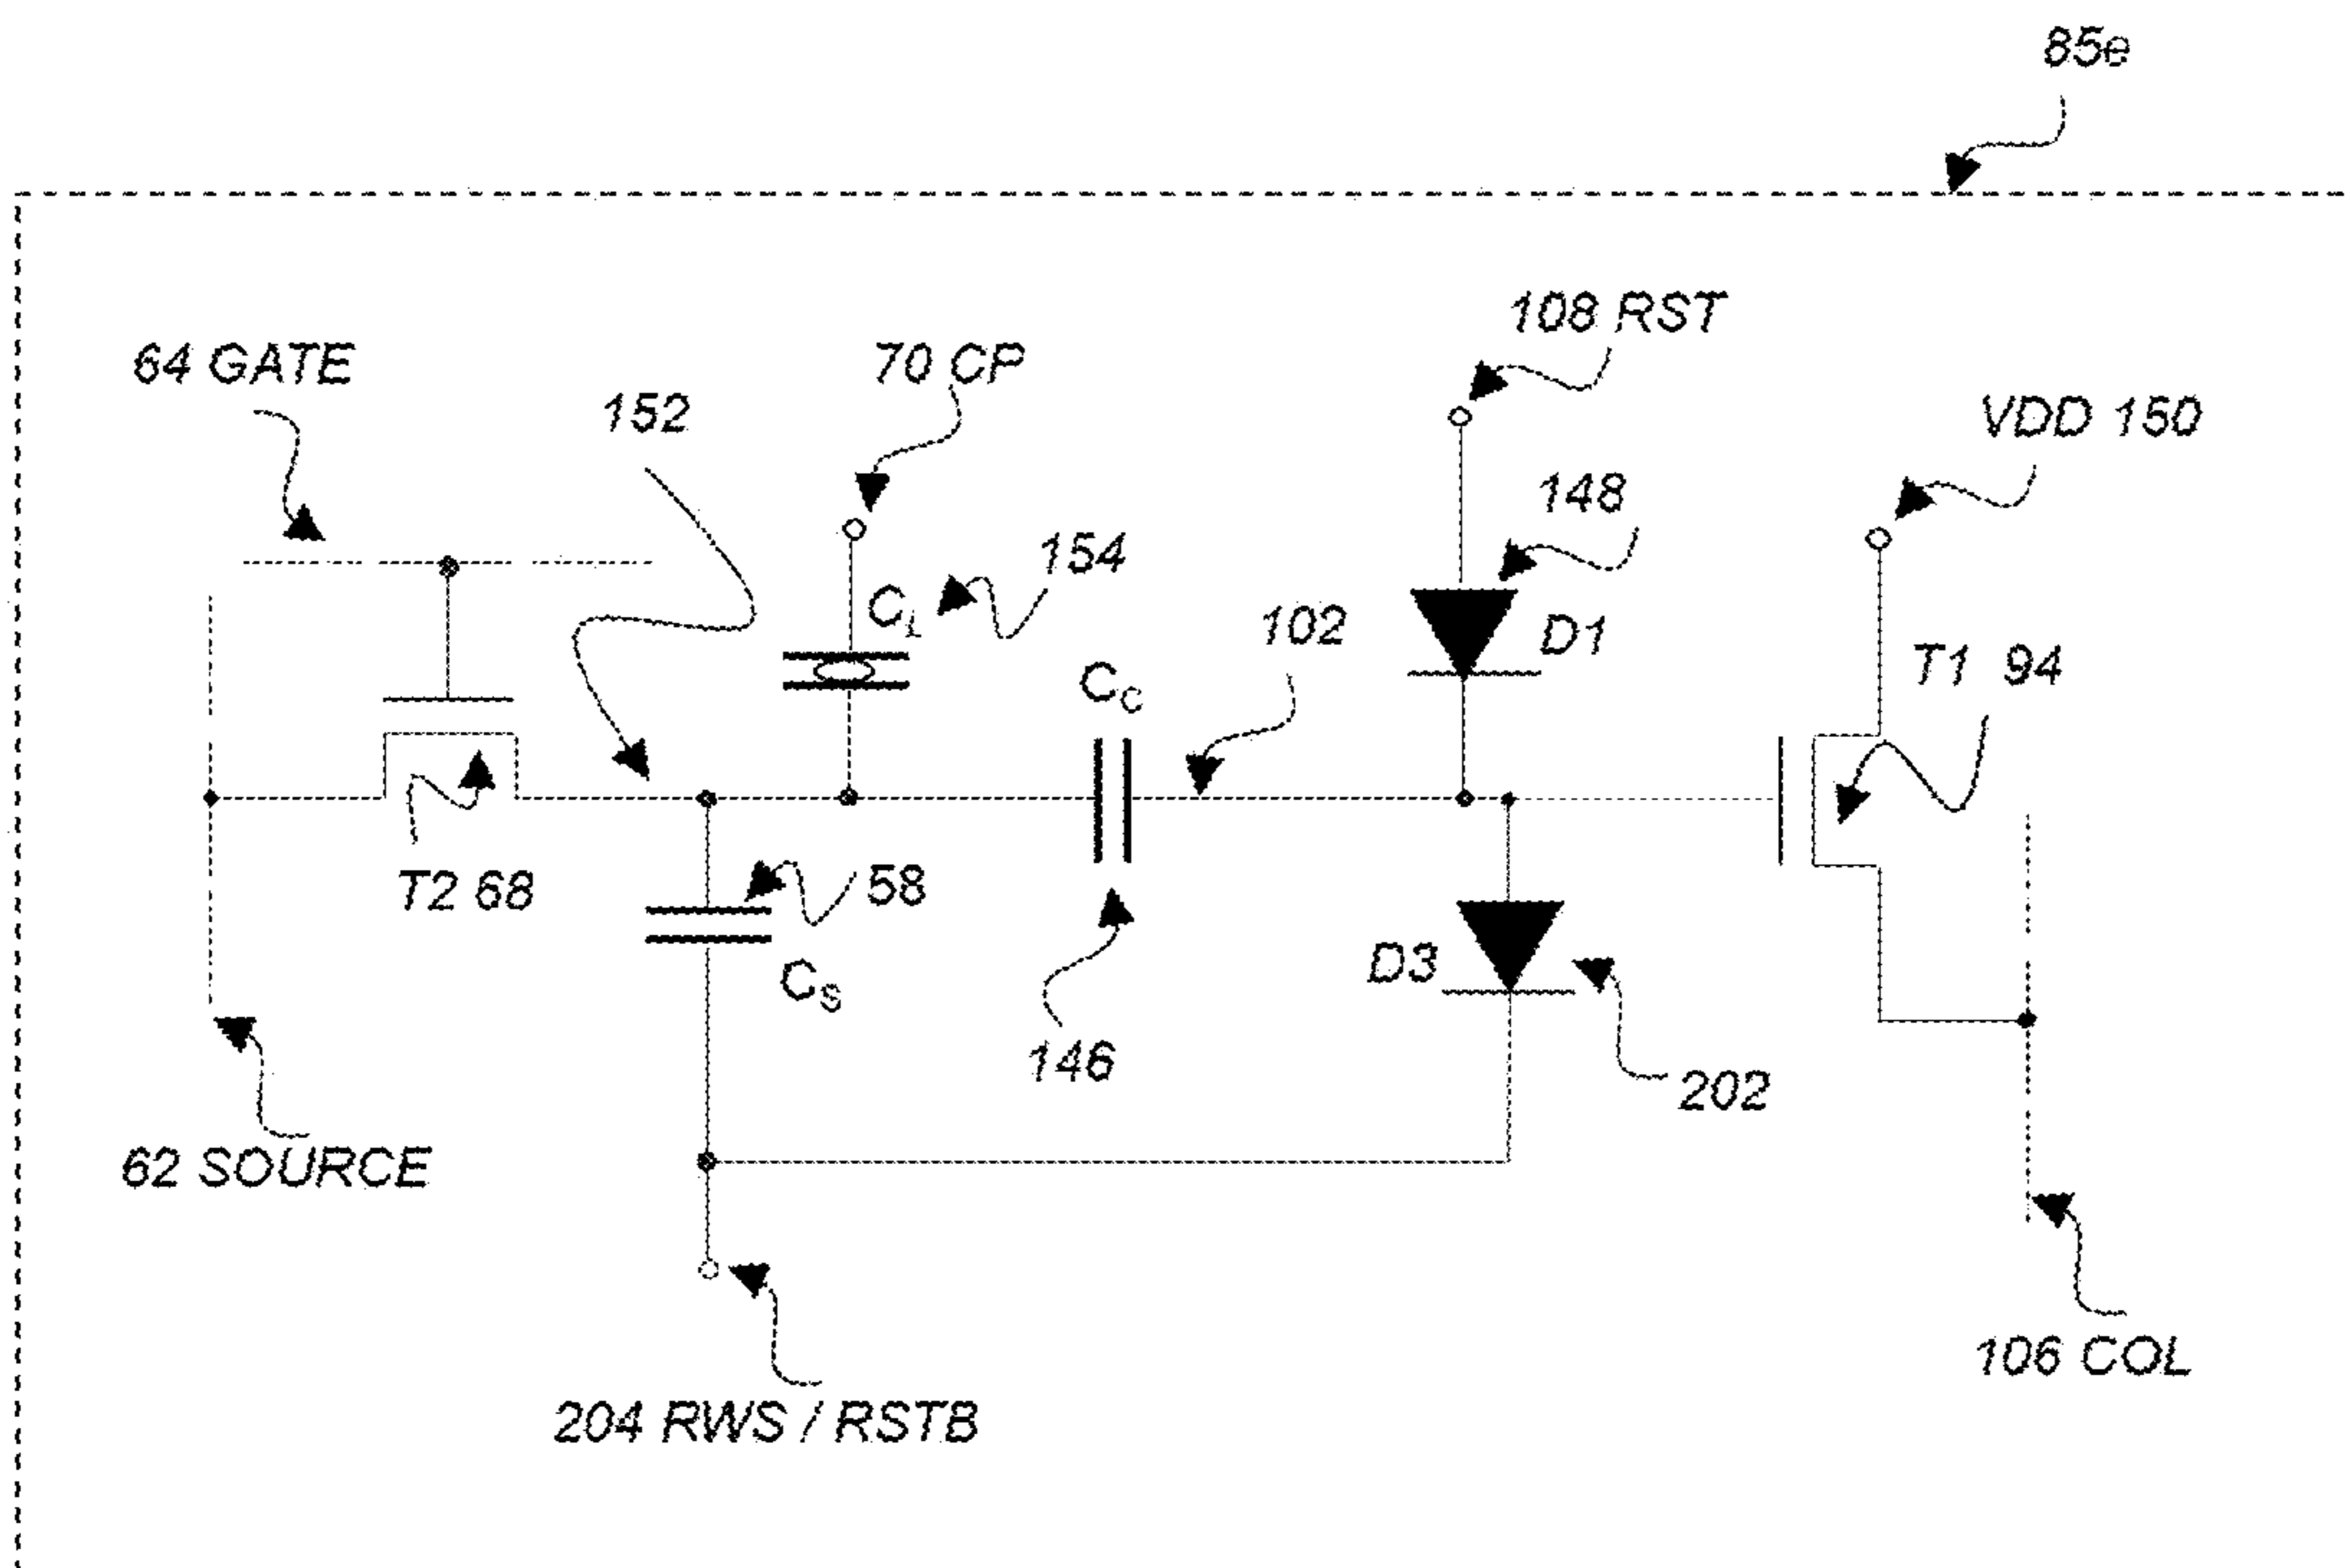 85e
108 RST
64 GATE
70 CP
152
VDD 150
148
154
CL
D1
102
T1 94
CC
T2 68
58
D3
CS
146
202
62 SOURCE
106 COL
204 RWS / RSTB